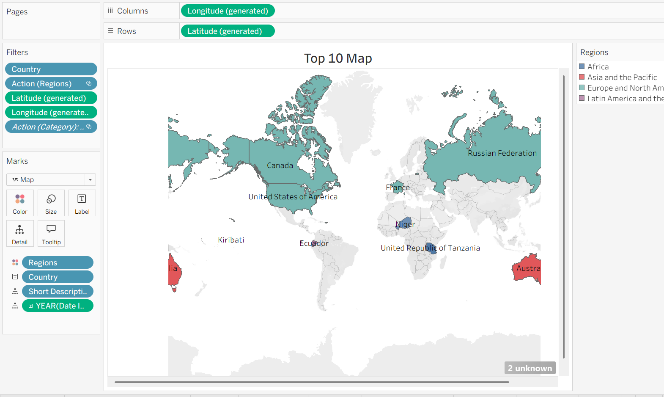 Pages
Columns
Longitude (generated)
Rows
Latitude (generated)
Filters
Country
Action (Regions)
Latitude (generated)
Longitude (generate..
Action (Category): ..
Marks
Map
Color
Size
Label
Detail
Tooltip
Regions
Country
Short Descripti..
YEAR(Date I..
Top 10 Map
Canada
Russian Federation
France
United States of America
Niger
Kiribati
Ecuador
United Republic of Tanzania
lia
Austra
2 unknown
Regions
Africa
Asia and the Pacific
Europe and North Am
Latin America and the